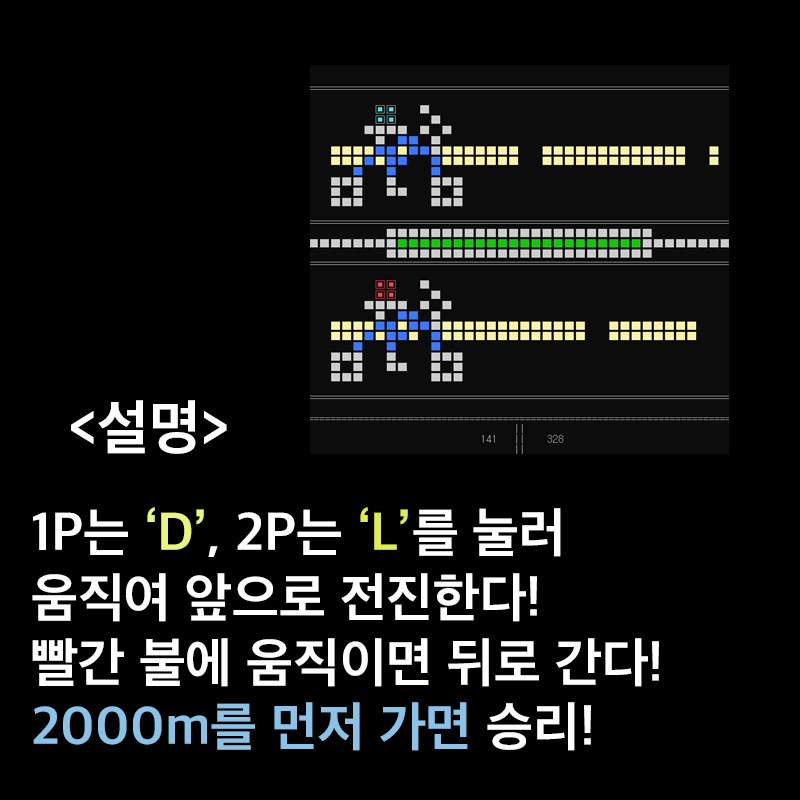 141 || 328
<설명>
1P는 ‘D’, 2P는 ‘L’를 눌러
움직여 앞으로 전진한다!
빨간 불에 움직이면 뒤로 간다!
2000m를 먼저 가면 승리!